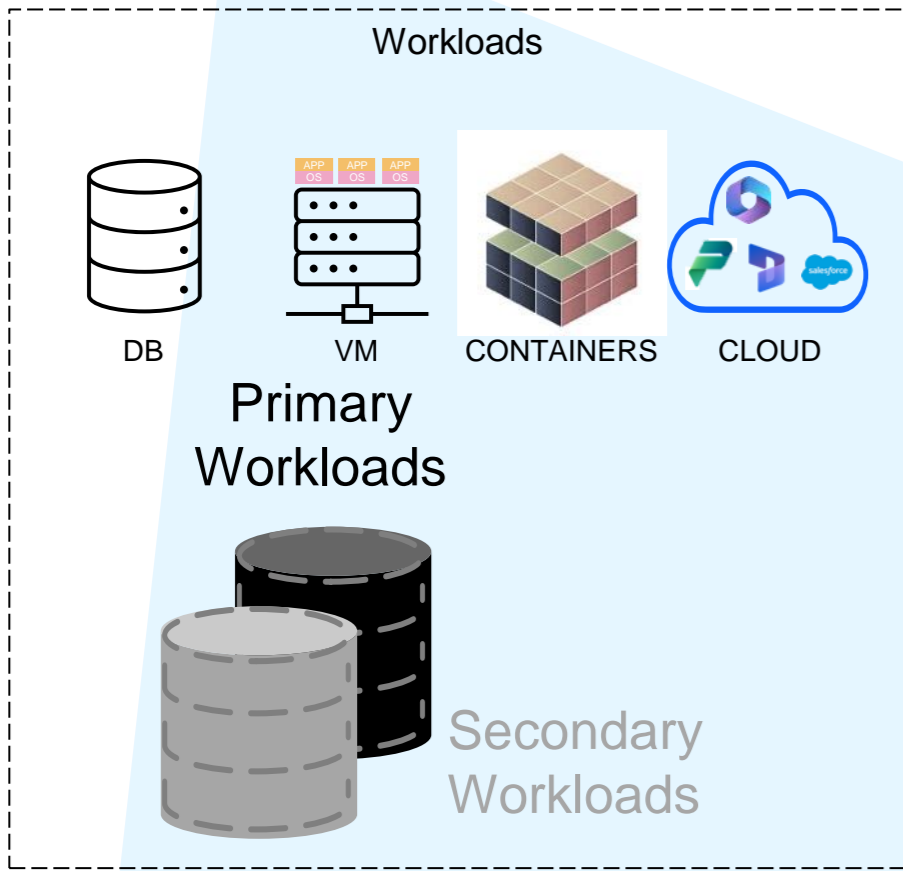 Workloads
APP APP APP
OS OS OS
salesforce
DB VM CONTAINERS CLOUD
Primary
Workloads
Secondary
Workloads